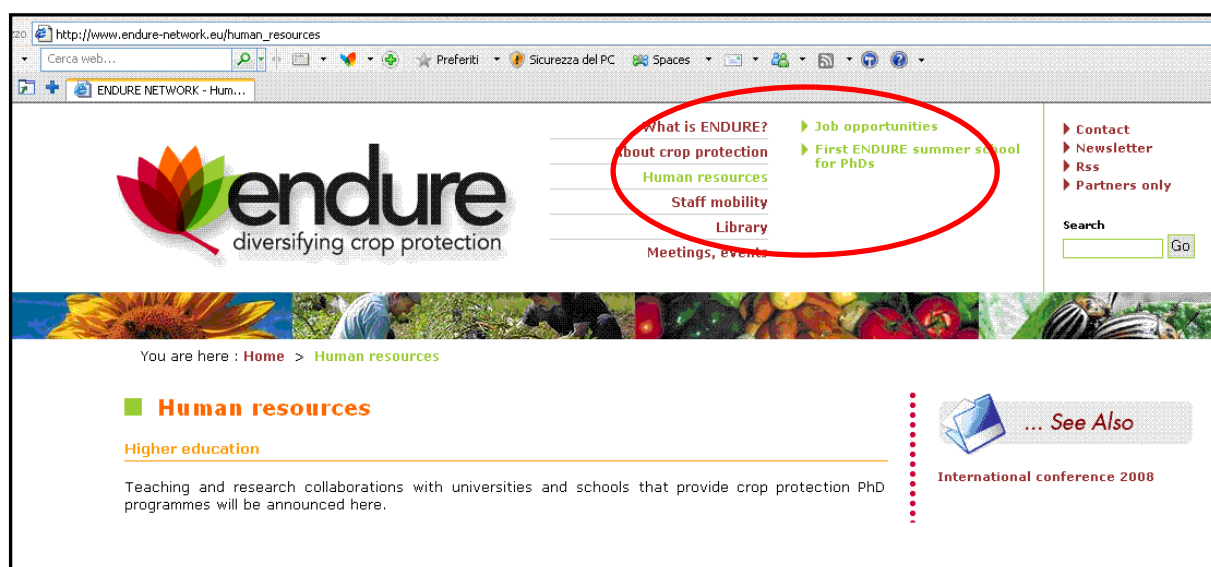 zzo http://www.endure-network.eu/human_resources
Cerca web... Preferiti Sicurezza del PC Spaces
ENDURE NETWORK - Hum...
endure
diversifying crop protection
What is ENDURE?
About crop protection
Human resources
Staff mobility
Library
Meetings, events
Job opportunities
First ENDURE summer school
for PhDs
Contact
Newsletter
Rss
Partners only
Search
Go
You are here : Home > Human resources
Human resources
Higher education
Teaching and research collaborations with universities and schools that provide crop protection PhD
programmes will be announced here.
... See Also
International conference 2008